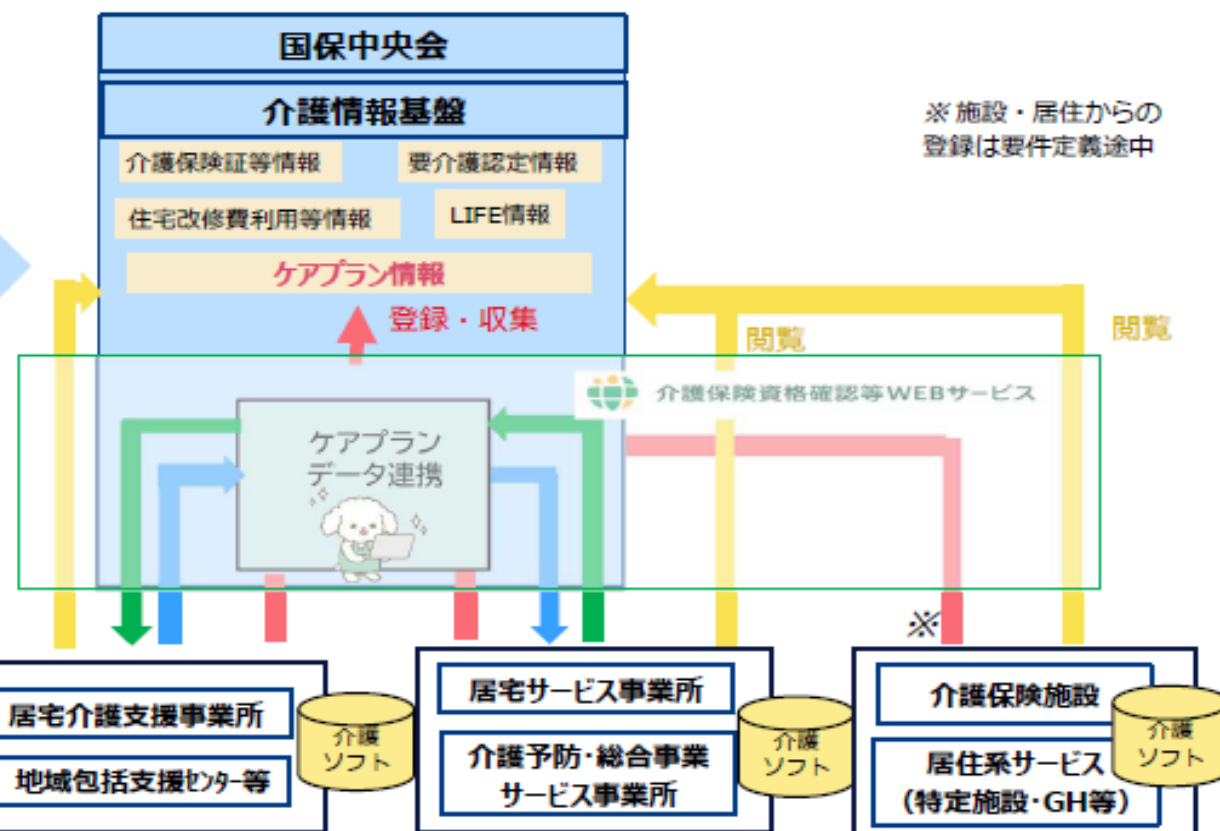 国保中央会
介護情報基盤
※ 施設・居住からの
登録は要件定義途中
介護保険証等情報
要介護認定情報
住宅改修費利用等情報
LIFE情報
ケアプラン情報
登録・収集
閲覧
閲覧
介護保険資格確認等WEBサービス
ケアプラン
データ連携
※
居宅介護支援事業所
地域包括支援センター等
介護
ソフト
居宅サービス事業所
介護予防・総合事業
サービス事業所
介護
ソフト
介護保険施設
居住系サービス
（特定施設・GH等）
介護
ソフト